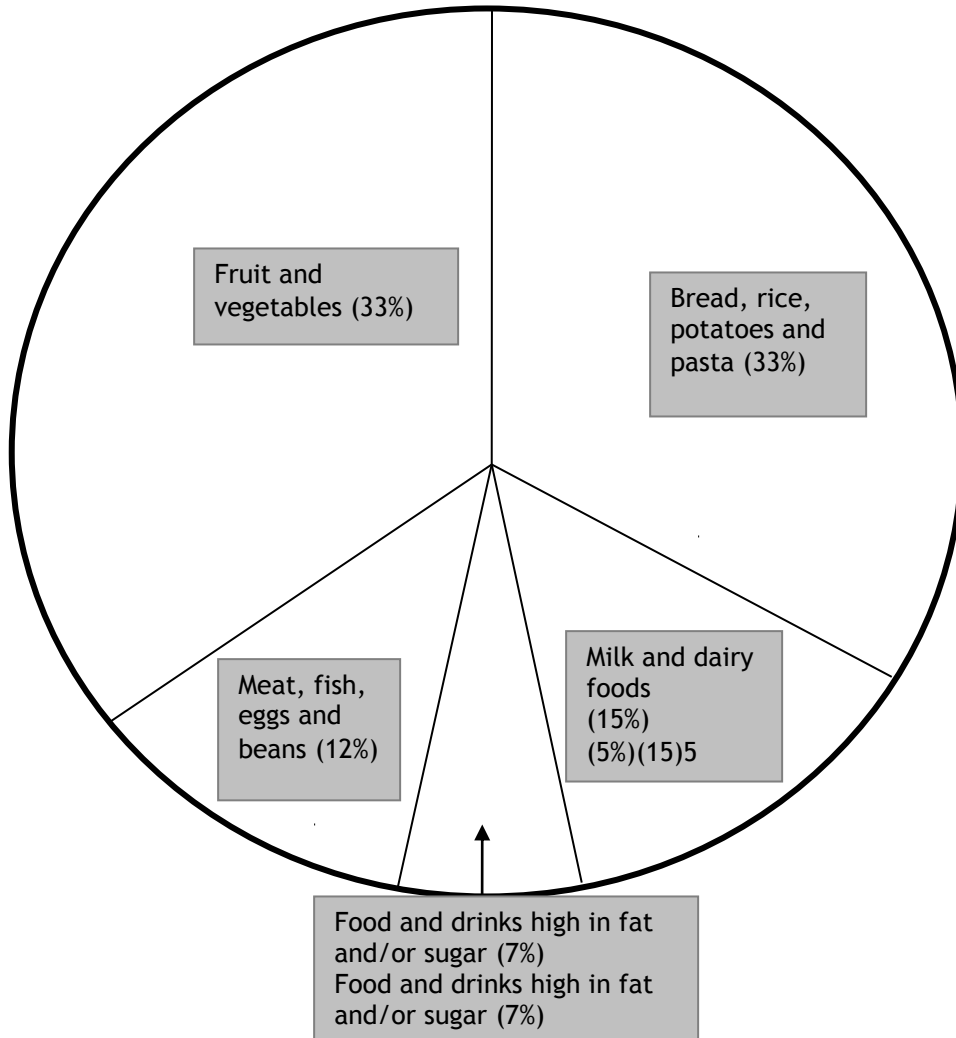 Fruit and
vegetables (33%)
Bread, rice,
potatoes and
pasta (33%)
Meat, fish,
eggs and
beans (12%)
Milk and dairy
foods
(15%)
(5%)(15)5
Food and drinks high in fat
and/or sugar (7%)
Food and drinks high in fat
and/or sugar (7%)